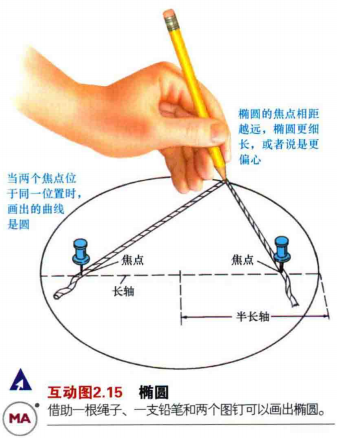 椭圆的焦点相距
越远，椭圆更细
长，或者说是更
偏心
当两个焦点位
于同一位置时，
画出的曲线
是圆
焦点
焦点
长轴
半长轴
互动图2.15 椭圆
MA
借助一根绳子、一支铅笔和两个图钉可以画出椭圆。